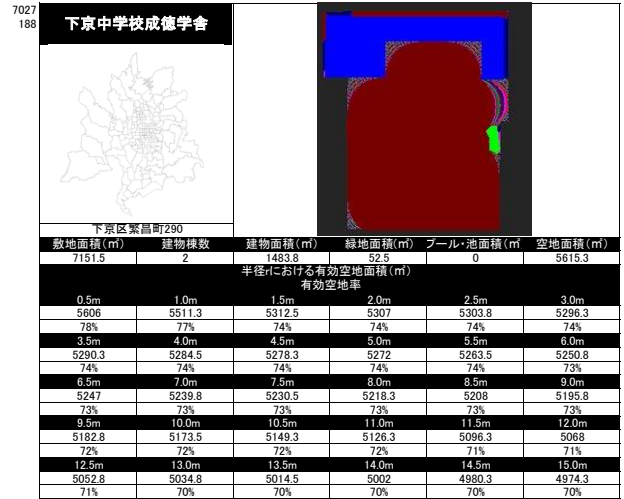 7027
188
下京中学校成徳学舎
下京区繁昌町290
敷地面積(㎡) 建物棟数 建物面積(㎡) 緑地面積(㎡) プール・池面積(㎡ 空地面積(㎡)
7151.5 2 1483.8 52.5 0 5615.3
半径rにおける有効空地面積(㎡)
有効空地率
0.5m 1.0m 1.5m 2.0m 2.5m 3.0m
5606 5511.3 5312.5 5307 5303.8 5296.3
78% 77% 74% 74% 74% 74%
3.5m 4.0m 4.5m 5.0m 5.5m 6.0m
5290.3 5284.5 5278.3 5272 5263.5 5250.8
74% 74% 74% 74% 74% 73%
6.5m 7.0m 7.5m 8.0m 8.5m 9.0m
5247 5239.8 5230.5 5218.3 5208 5195.8
73% 73% 73% 73% 73% 73%
9.5m 10.0m 10.5m 11.0m 11.5m 12.0m
5182.8 5173.5 5149.3 5126.3 5096.3 5068
72% 72% 72% 72% 71% 71%
12.5m 13.0m 13.5m 14.0m 14.5m 15.0m
5052.8 5034.8 5014.5 5002 4980.3 4974.3
71% 70% 70% 70% 70% 70%